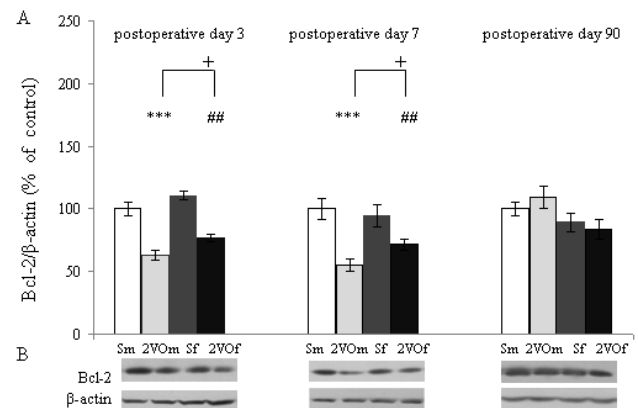 A
250
200
150
100
50
0
Bcl-2/β-actin (% of control)
postoperative day 3
postoperative day 7
postoperative day 90
+
+
***
##
***
##
Sm 2VOm Sf 2VOf
Sm 2VOm Sf 2VOf
Sm 2VOm Sf 2VOf
B
Bcl-2
β-actin